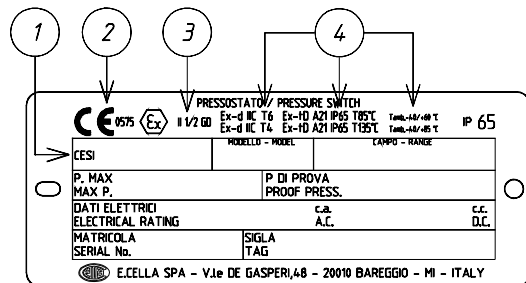 1 2 3 4
PRESSOSTATO / PRESSURE SWITCH
CE 0575 Ex II 1/2 GD Ex-d IIC T6 Ex-tD A21 IP65 T85°C Tamb.-40/+60 °C IP 65
Ex-d IIC T4 Ex-tD A21 IP65 T135°C Tamb.-40/+85 °C
MODELLO - MODEL CAMPO - RANGE
CESI
P. MAX P DI PROVA
MAX P. PROOF PRESS.
DATI ELETTRICI c.a. c.c.
ELECTRICAL RATING A.C. D.C.
MATRICOLA SIGLA
SERIAL No. TAG
E.CELLA SPA - V.le DE GASPERI,48 - 20010 BAREGGIO - MI - ITALY